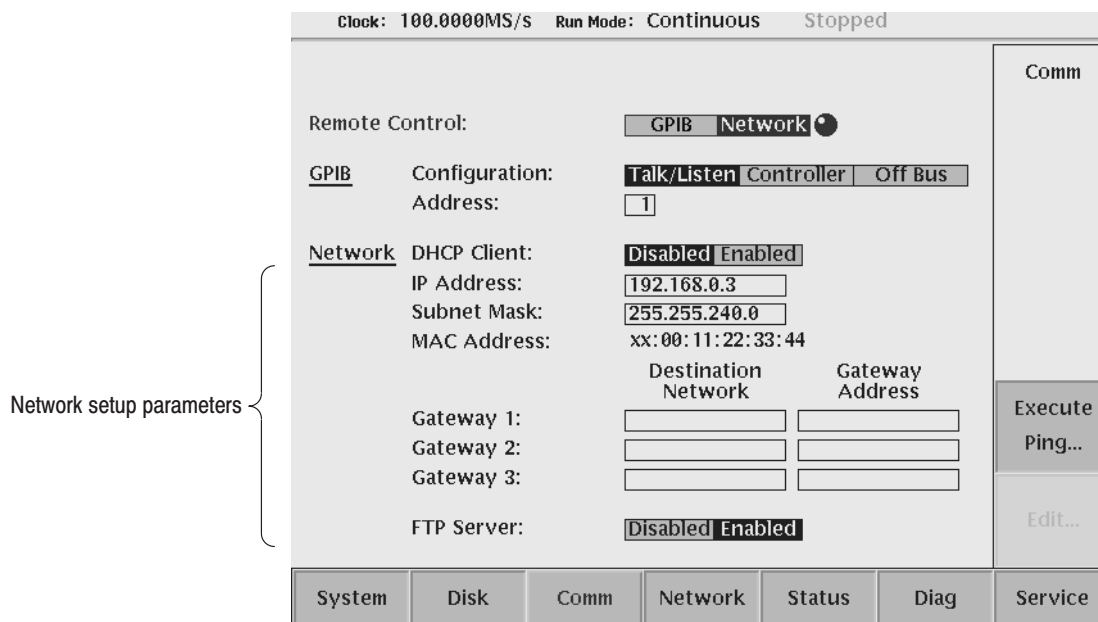 Clock: 100.0000MS/s Run Mode: Continuous Stopped
Comm
Remote Control: GPIB Network
GPIB Configuration: Talk/Listen Controller Off Bus
Address: 1
Network DHCP Client: Disabled Enabled
IP Address: 192.168.0.3
Subnet Mask: 255.255.240.0
MAC Address: xx:00:11:22:33:44
Destination Network Gateway Address
Network setup parameters
Gateway 1:
Gateway 2:
Gateway 3:
Execute Ping...
FTP Server: Disabled Enabled
Edit...
System Disk Comm Network Status Diag Service